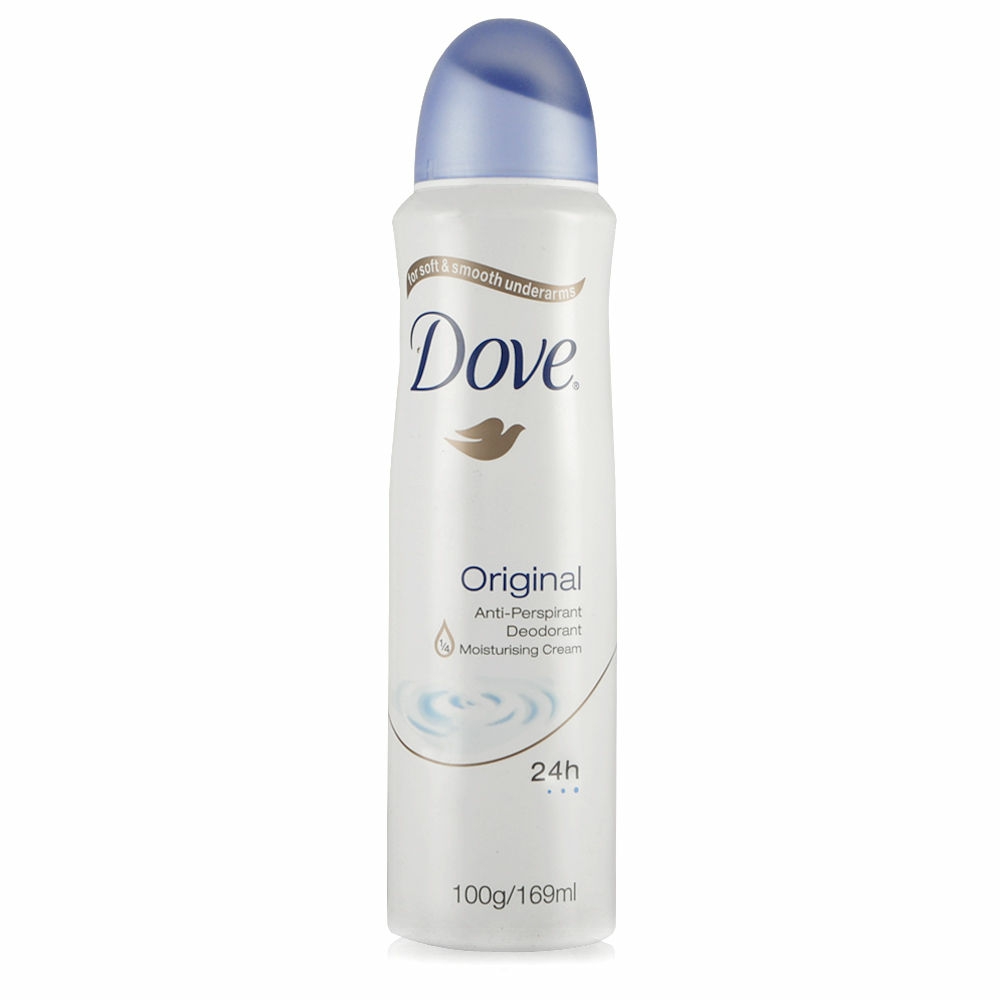 for soft & smooth underarms
Dove®
Original
Anti-Perspirant
Deodorant
1/4 Moisturising Cream
24h
100g/169ml